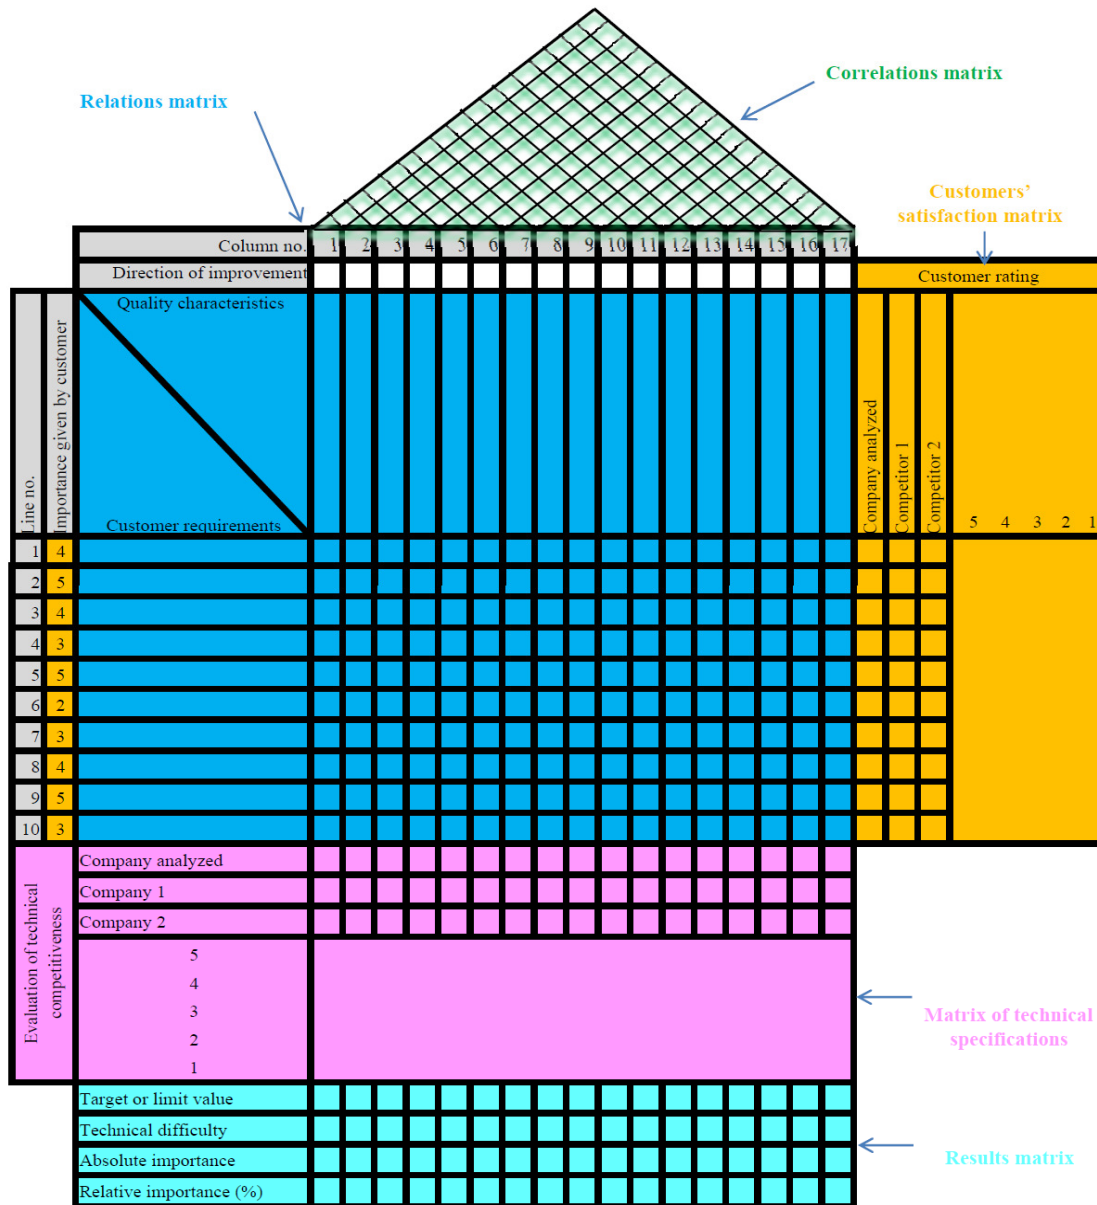 Correlations matrix
Relations matrix
Customers'
satisfaction matrix
Column no. 1 2 3 4 5 6 7 8 9 10 11 12 13 14 15 16 17
Direction of improvement
Customer rating
Quality characteristics
Line no.
Importance given by customer
Customer requirements
Company analyzed
Competitor 1
Competitor 2
5 4 3 2 1
1 4
2 5
3 4
4 3
5 5
6 2
7 3
8 4
9 5
10 3
Evaluation of technical
competitiveness
Company analyzed
Company 1
Company 2
5
4
3
2
1
Matrix of technical
specifications
Target or limit value
Technical difficulty
Absolute importance
Relative importance (%)
Results matrix